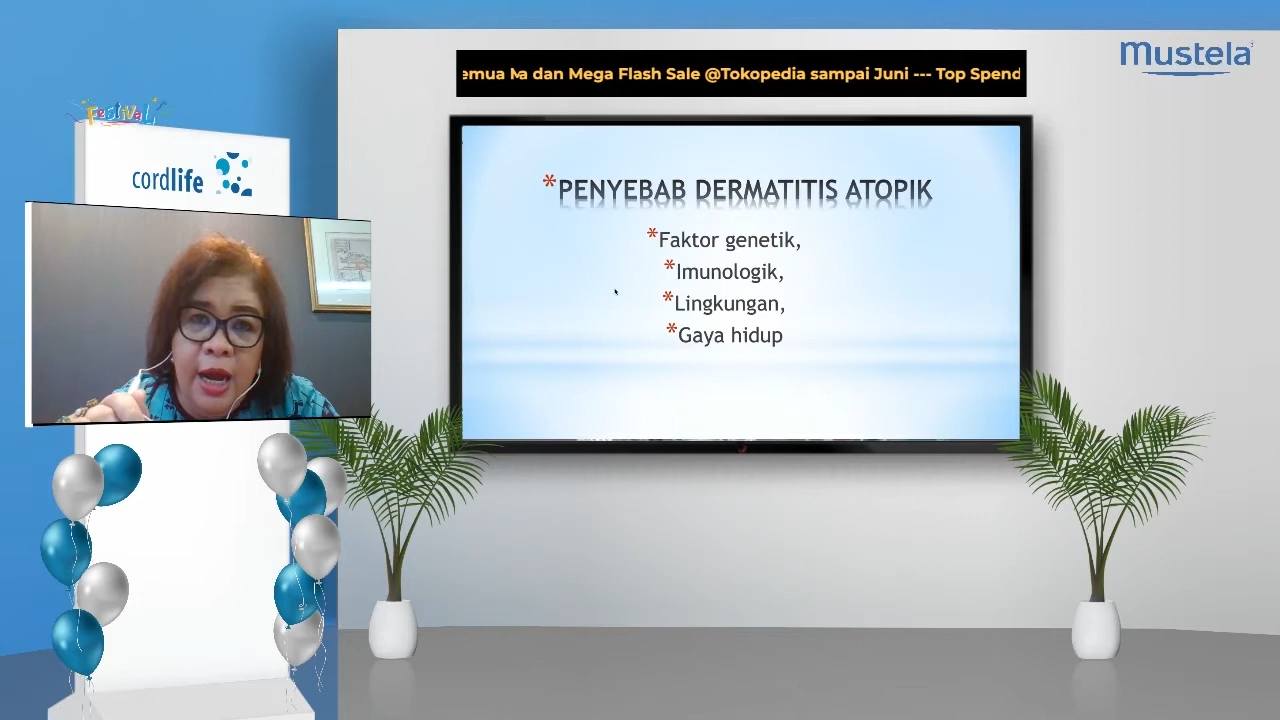 mustela
emua Ma dan Mega Flash Sale @Tokopedia sampai Juni --- Top Spend
Festival
cordlife
*PENYEBAB DERMATITIS ATOPIK
*Faktor genetik,
*Imunologik,
*Lingkungan,
*Gaya hidup